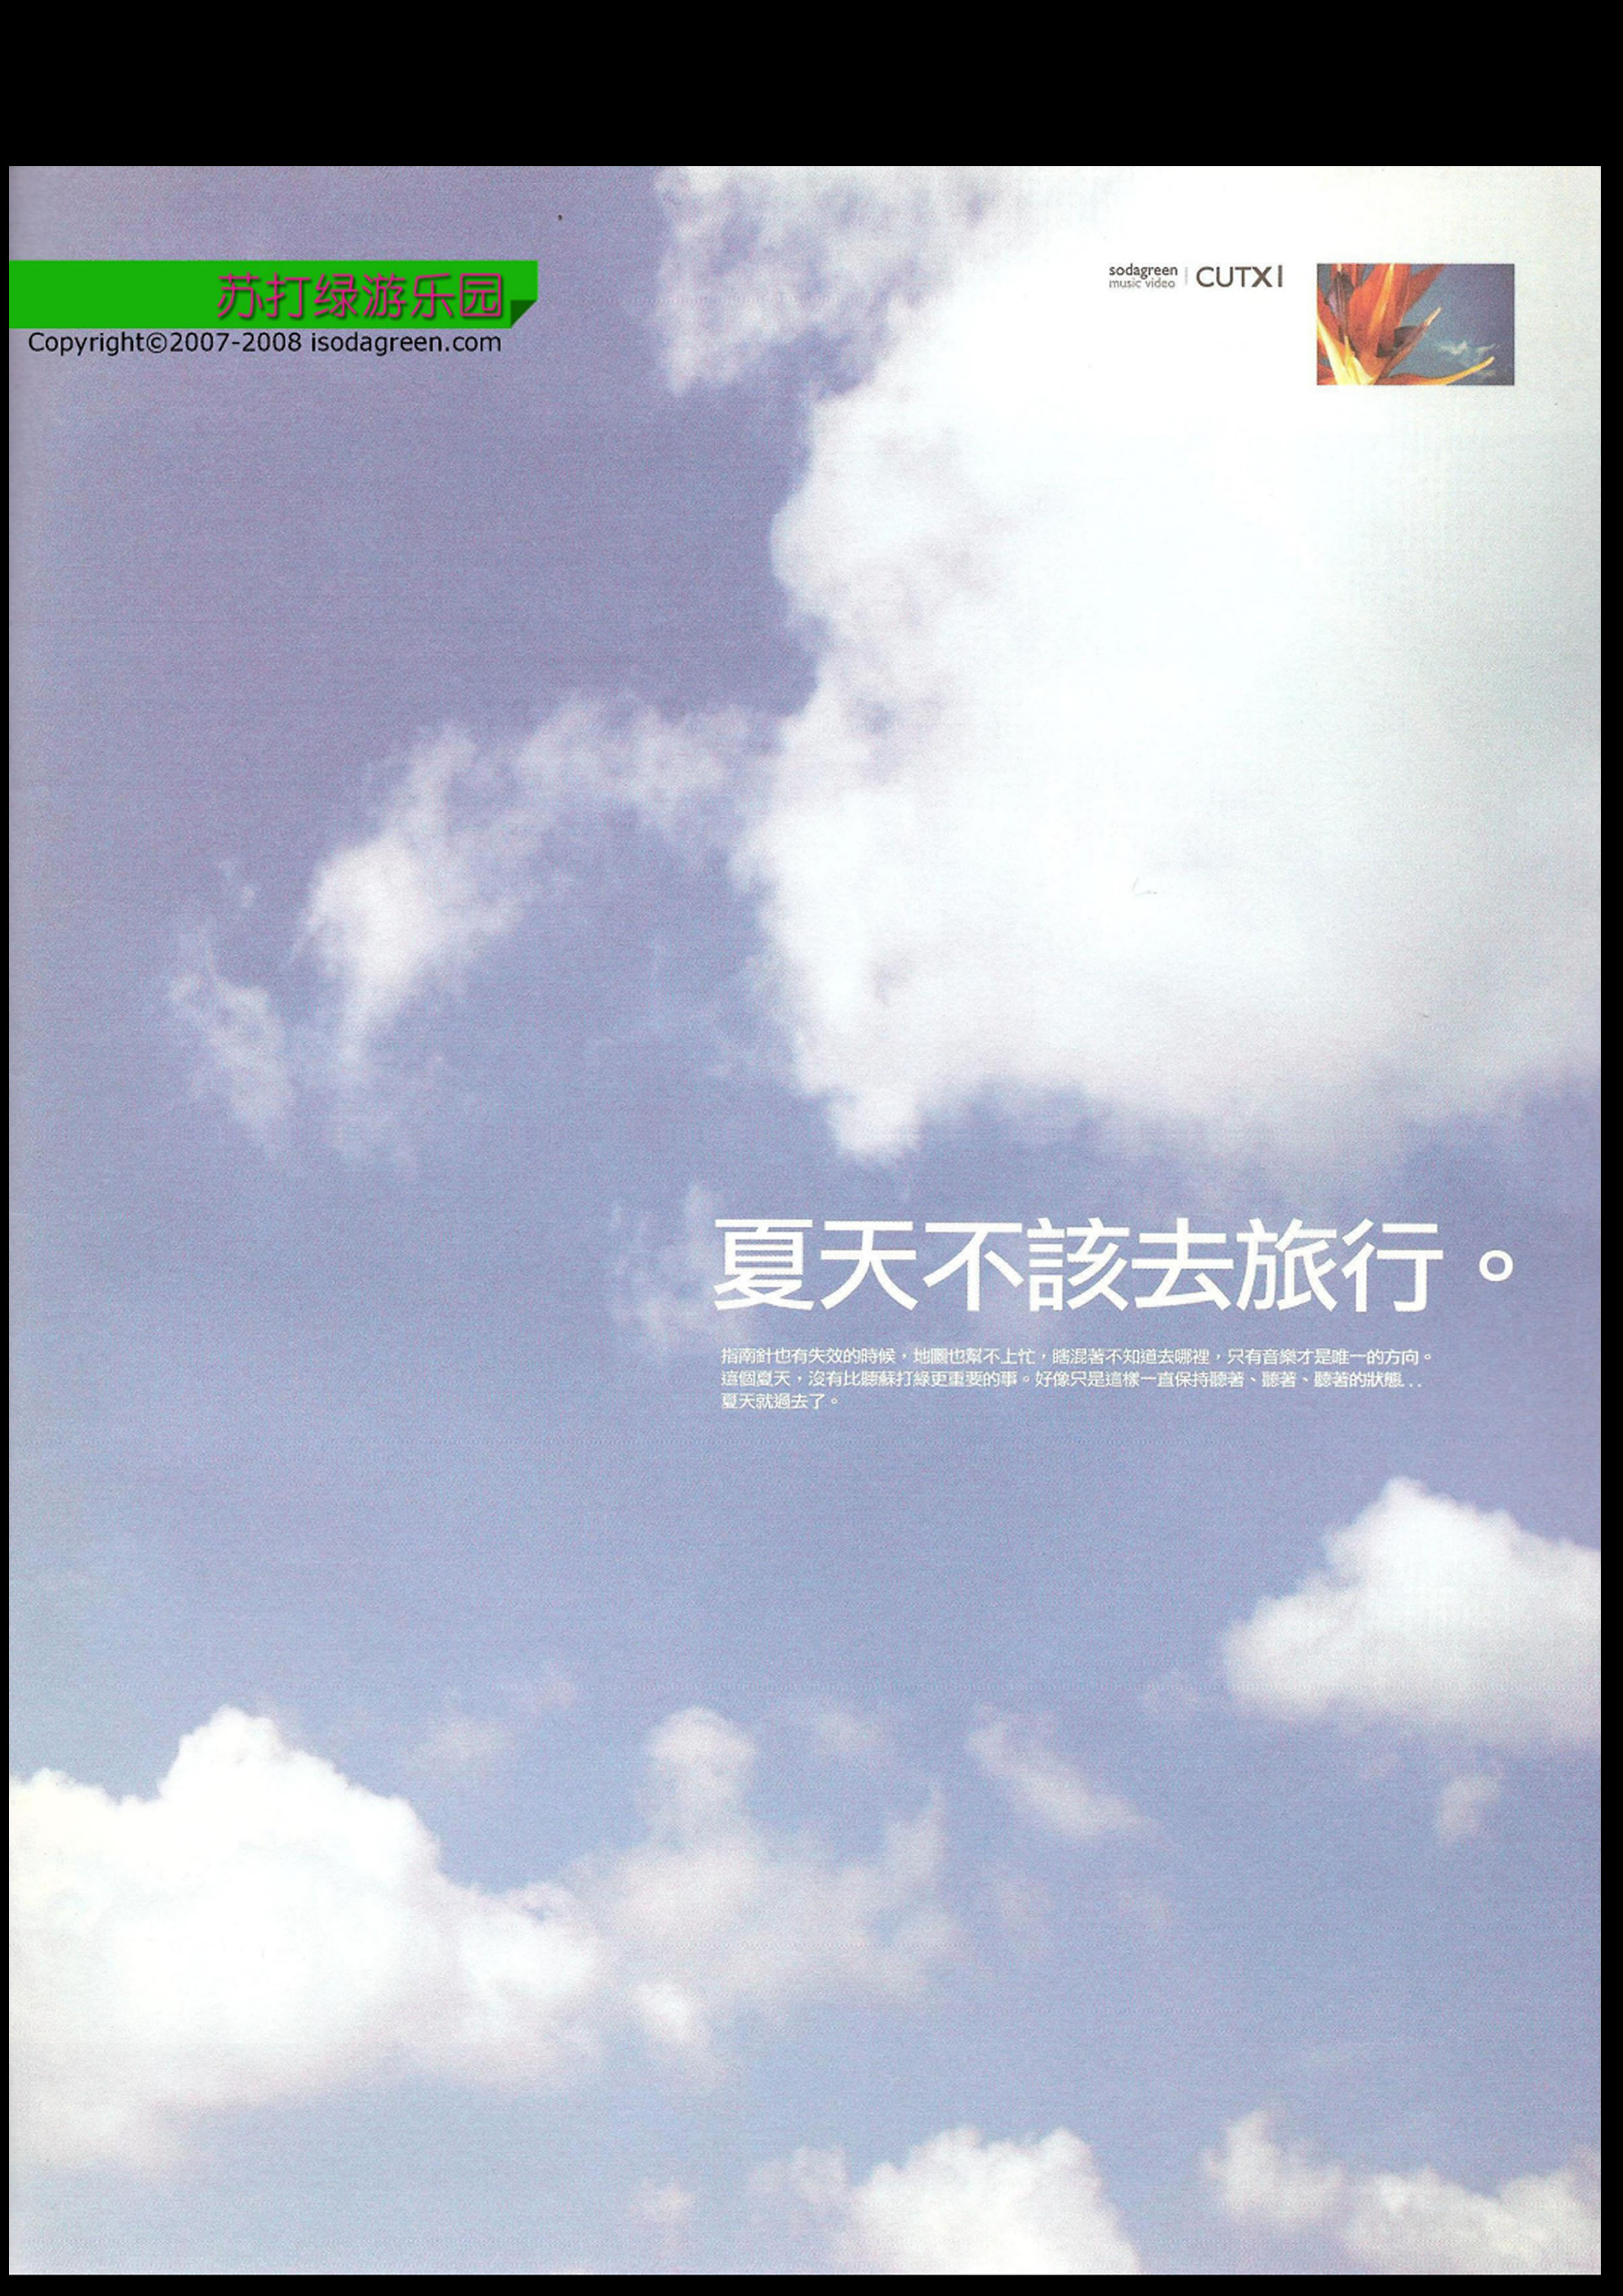 苏打绿游乐园
Copyright©2007-2008 isodagreen.com
sodagreen
music video
CUTXI
夏天不該去旅行。
指南針也有失效的時候，地圖也幫不上忙，瞎混著不知道去哪裡，只有音樂才是唯一的方向。
這個夏天，沒有比聽蘇打綠更重要的事。好像只是這樣一直保持聽著、聽著、聽著的狀態...
夏天就過去了。